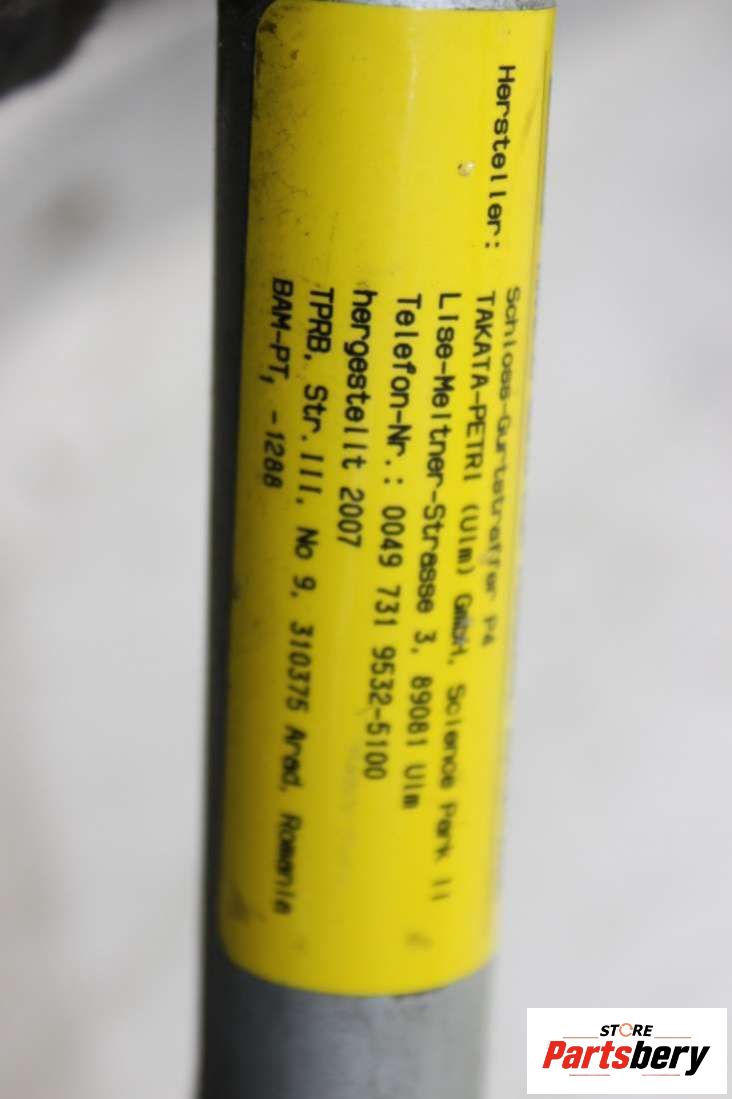 Schloss-Gurtstraffer P4
Hersteller: TAKATA-PETRI (Ulm) GmbH, Science Park II
Lise-Meitner-Strasse 3, 89081 Ulm
Telefon-Nr.: 0049 731 9532-5100
hergestellt 2007
TPRB, Str.III, No 9, 310375 Arad, Romania
BAM-PT, -1288
STORE
Partsbery